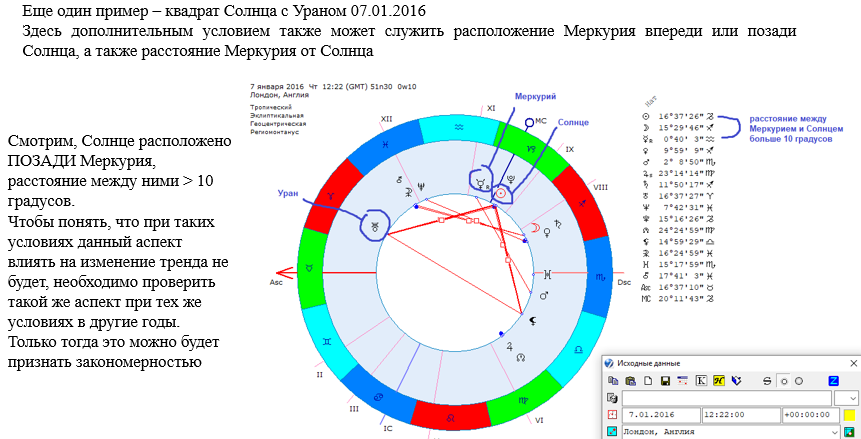 Еще один пример – квадрат Солнца с Ураном 07.01.2016
Здесь дополнительным условием также может служить расположение Меркурия впереди или позади
Солнца, а также расстояние Меркурия от Солнца
7 января 2016 Чт 12:22 (GMT) 51n30 0w10
Лондон, Англия
Тропический
Эклиптикальная
Геоцентрическая
Региомонтанус
Смотрим, Солнце расположено
ПОЗАДИ Меркурия,
расстояние между ними > 10
градусов.
Чтобы понять, что при таких
условиях данный аспект
влиять на изменение тренда не
будет, необходимо проверить
такой же аспект при тех же
условиях в другие годы.
Только тогда это можно будет
признать закономерностью
Меркурий
Солнце
Уран
XII
XI
MC
IX
VIII
Asc
Dsc
II
III
IC
VI
R
Нат
☉ 16°37'26" ♑
☽ 15°29'46" ♐
☿R 0°40' 3" ♒
♀ 9°59' 9" ♐
♂ 2° 8'50" ♏
♃ 23°14'14" ♍
♄ 11°50'17" ♐
♅ 16°37'27" ♈
♆ 7°42'31" ♓
♇ 15°16'26" ♑
☊ 24°24'59" ♍
⚸ 14°59'29" ♎
16°24'59" ♓
15°17'59" ♏
⚷ 17°41' 3" ♓
Asc 16°37'10" ♉
MC 20°11'43" ♑
расстояние между
Меркурием и Солнцем
больше 10 градусов
Исходные данные
K Z
7.01.2016 12:22:00 +00:00:00
Лондон, Англия